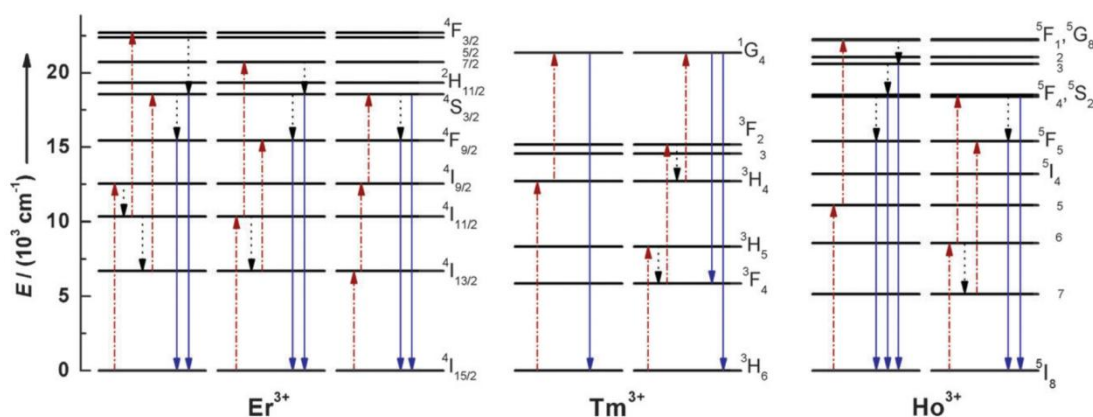 E / (10³ cm⁻¹)
20
15
10
5
0
⁴F₃/₂
5/2
7/2
²H₁₁/₂
⁴S₃/₂
⁴F₉/₂
⁴I₉/₂
⁴I₁₁/₂
⁴I₁₃/₂
⁴I₁₅/₂
Er³⁺
¹G₄
³F₂
3
³H₄
³H₅
³F₄
³H₆
Tm³⁺
⁵F₁, ⁵G₈
2
3
⁵F₄, ⁵S₂
⁵F₅
⁵I₄
5
6
7
⁵I₈
Ho³⁺